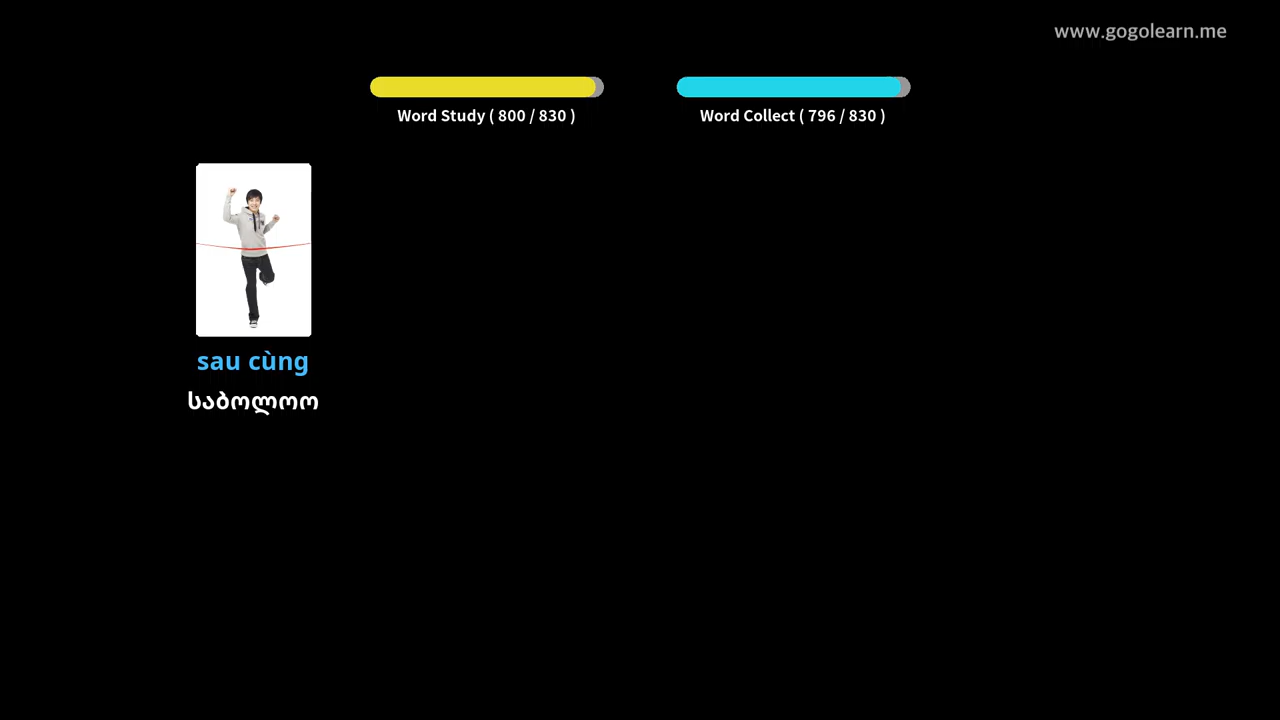 www.gogolearn.me
Word Study ( 800 / 830 )
Word Collect ( 796 / 830 )
sau cùng
საბოლოო